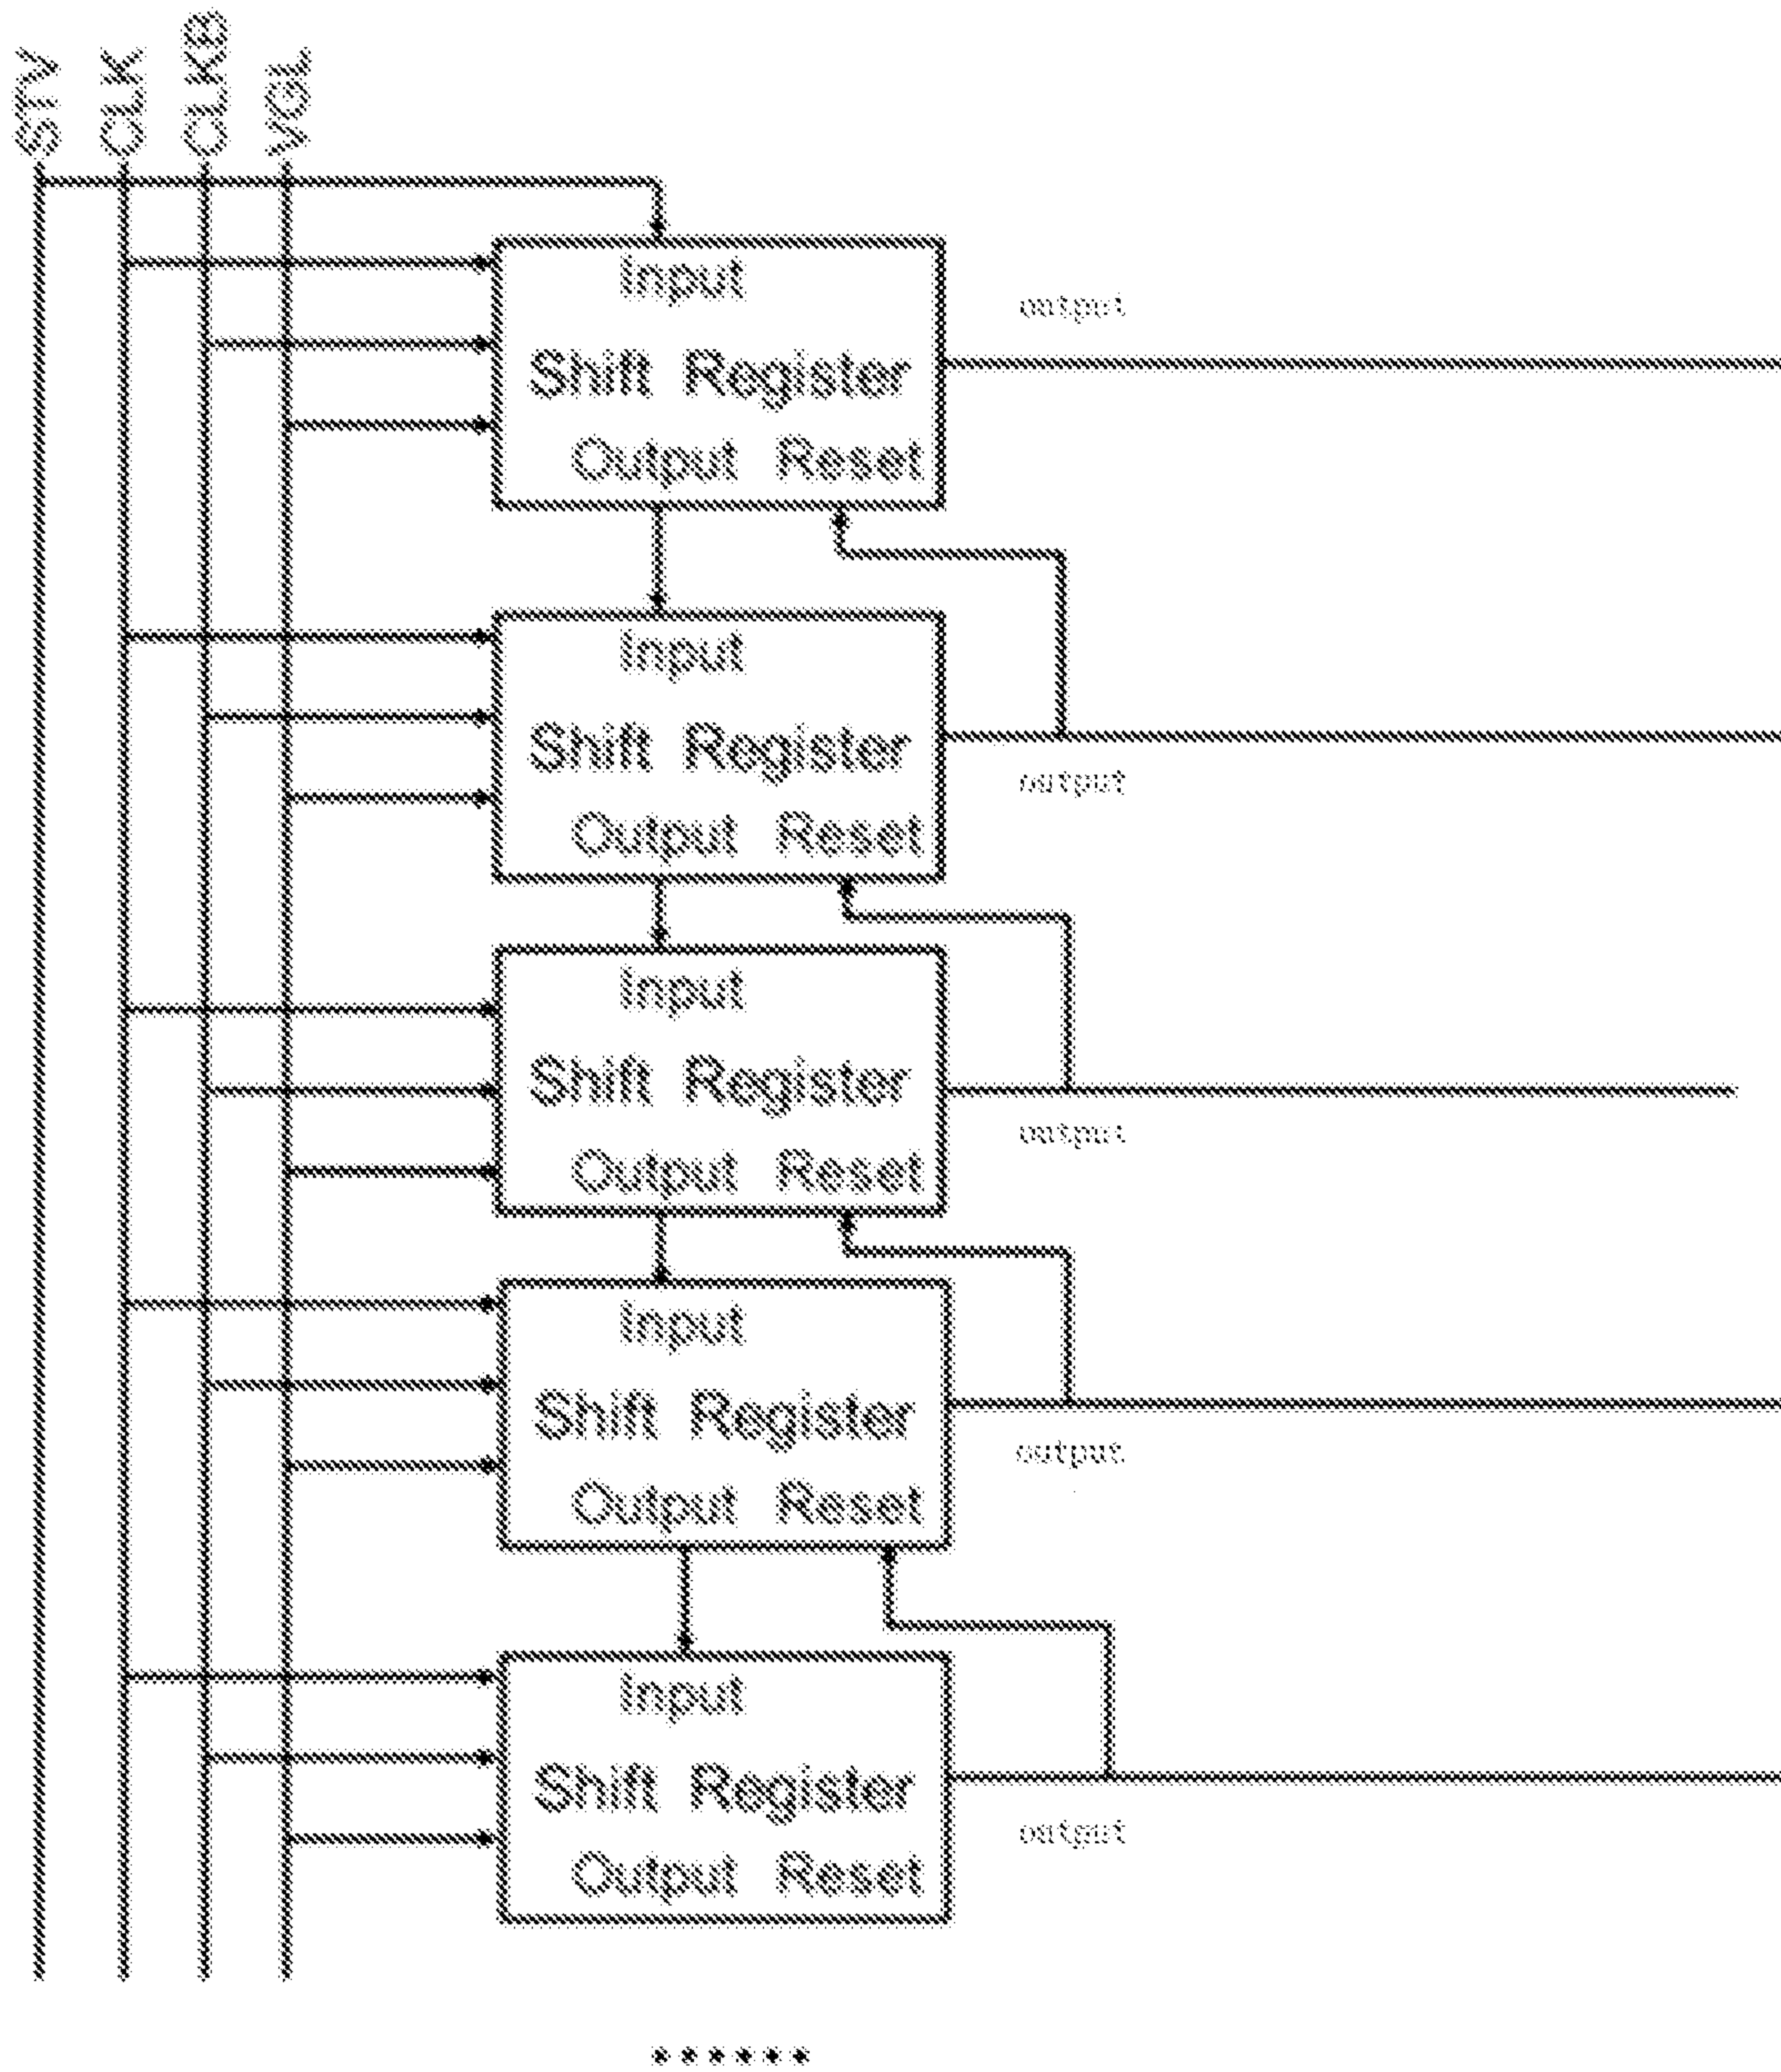 STV CLK CLKB VGL
Input
output
Shift Register
Output Reset
Input
Shift Register
output
Output Reset
Input
Shift Register
output
Output Reset
Input
Shift Register
output
Output Reset
Input
Shift Register
output
Output Reset
......